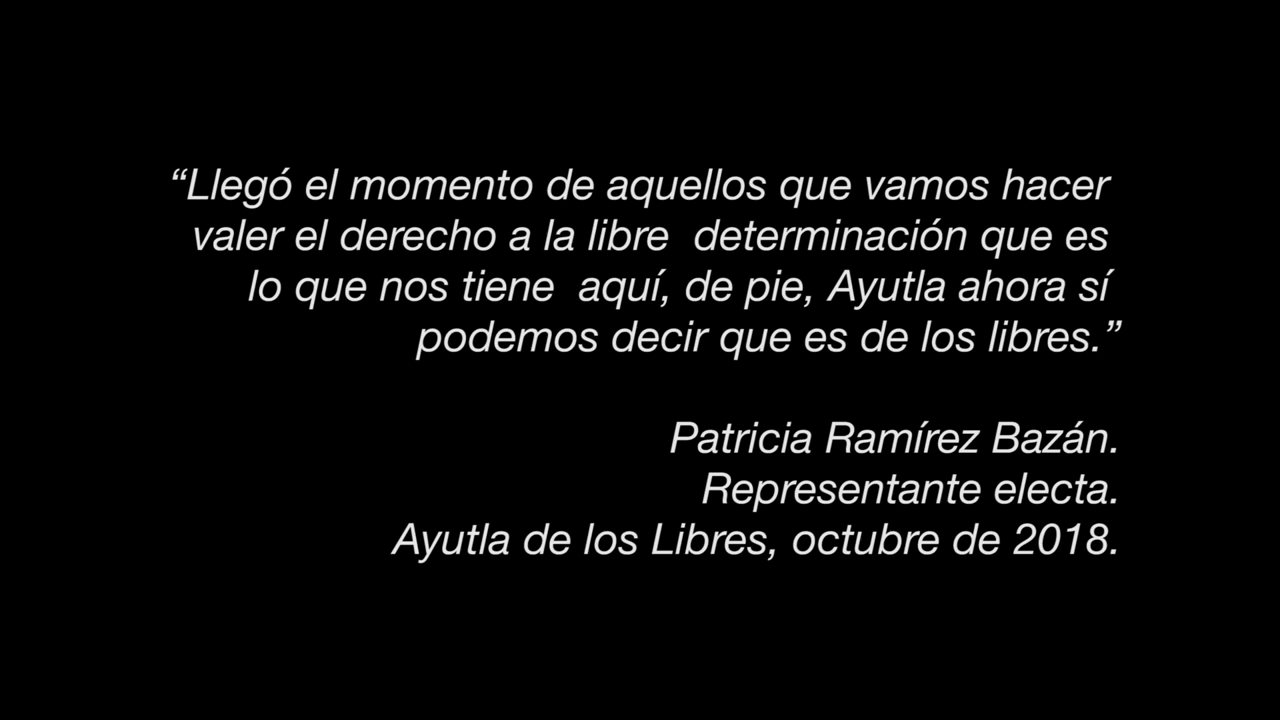 “Llegó el momento de aquellos que vamos hacer
valer el derecho a la libre  determinación que es
lo que nos tiene  aquí, de pie, Ayutla ahora sí
podemos decir que es de los libres.”
Patricia Ramírez Bazán.
Representante electa.
Ayutla de los Libres, octubre de 2018.